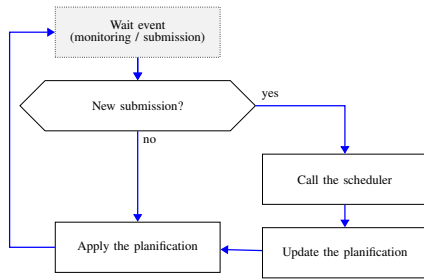 Wait event
(monitoring / submission)
New submission?
yes
no
Call the scheduler
Apply the planification
Update the planification